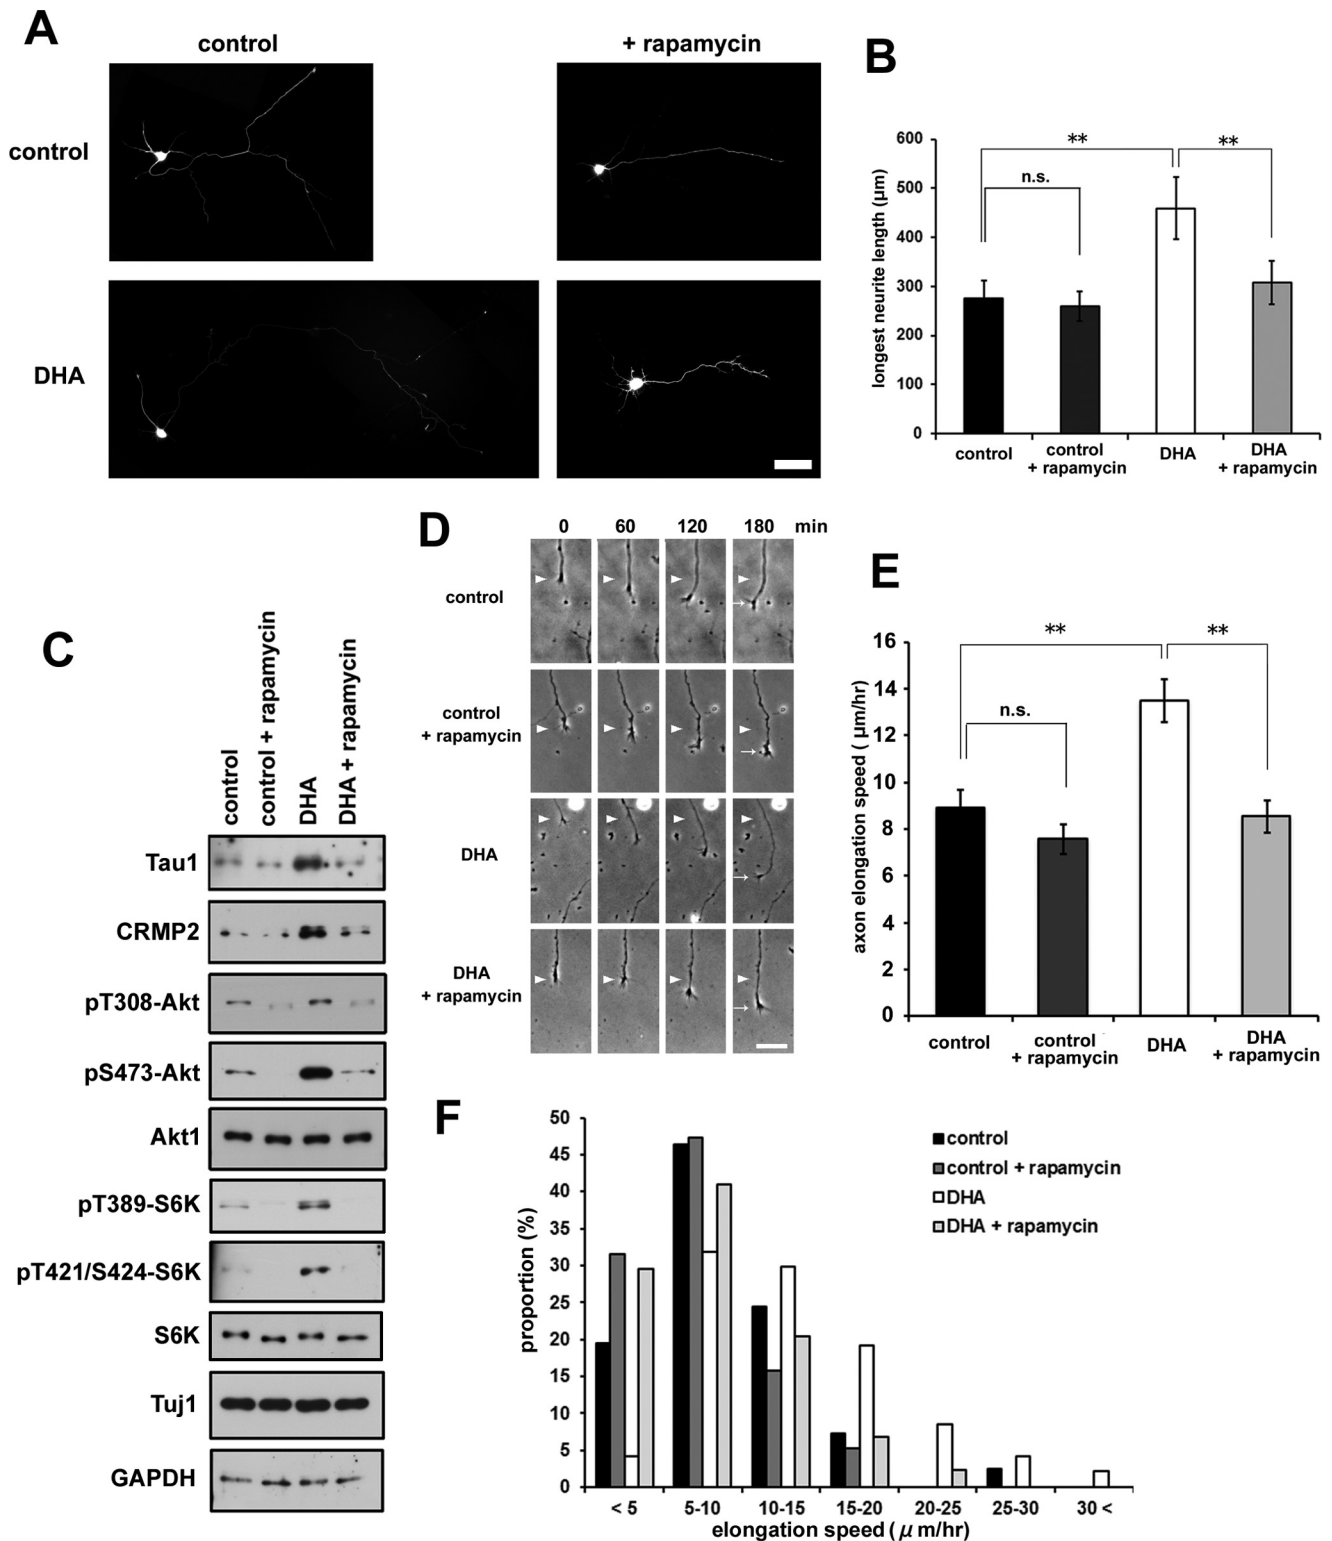 A
control
+ rapamycin
control
DHA
B
longest neurite length (μm)
600
500
400
300
200
100
0
**
**
n.s.
control
control
+ rapamycin
DHA
DHA
+ rapamycin
C
control
control + rapamycin
DHA
DHA + rapamycin
Tau1
CRMP2
pT308-Akt
pS473-Akt
Akt1
pT389-S6K
pT421/S424-S6K
S6K
Tuj1
GAPDH
D
0 60 120 180 min
control
control
+ rapamycin
DHA
DHA
+ rapamycin
E
axon elongation speed ( μm/hr)
16
14
12
10
8
6
4
2
0
**
**
n.s.
control
control
+ rapamycin
DHA
DHA
+ rapamycin
F
proportion (%)
50
45
40
35
30
25
20
15
10
5
0
control
control + rapamycin
DHA
DHA + rapamycin
< 5 5-10 10-15 15-20 20-25 25-30 30 <
elongation speed ( μ m/hr)